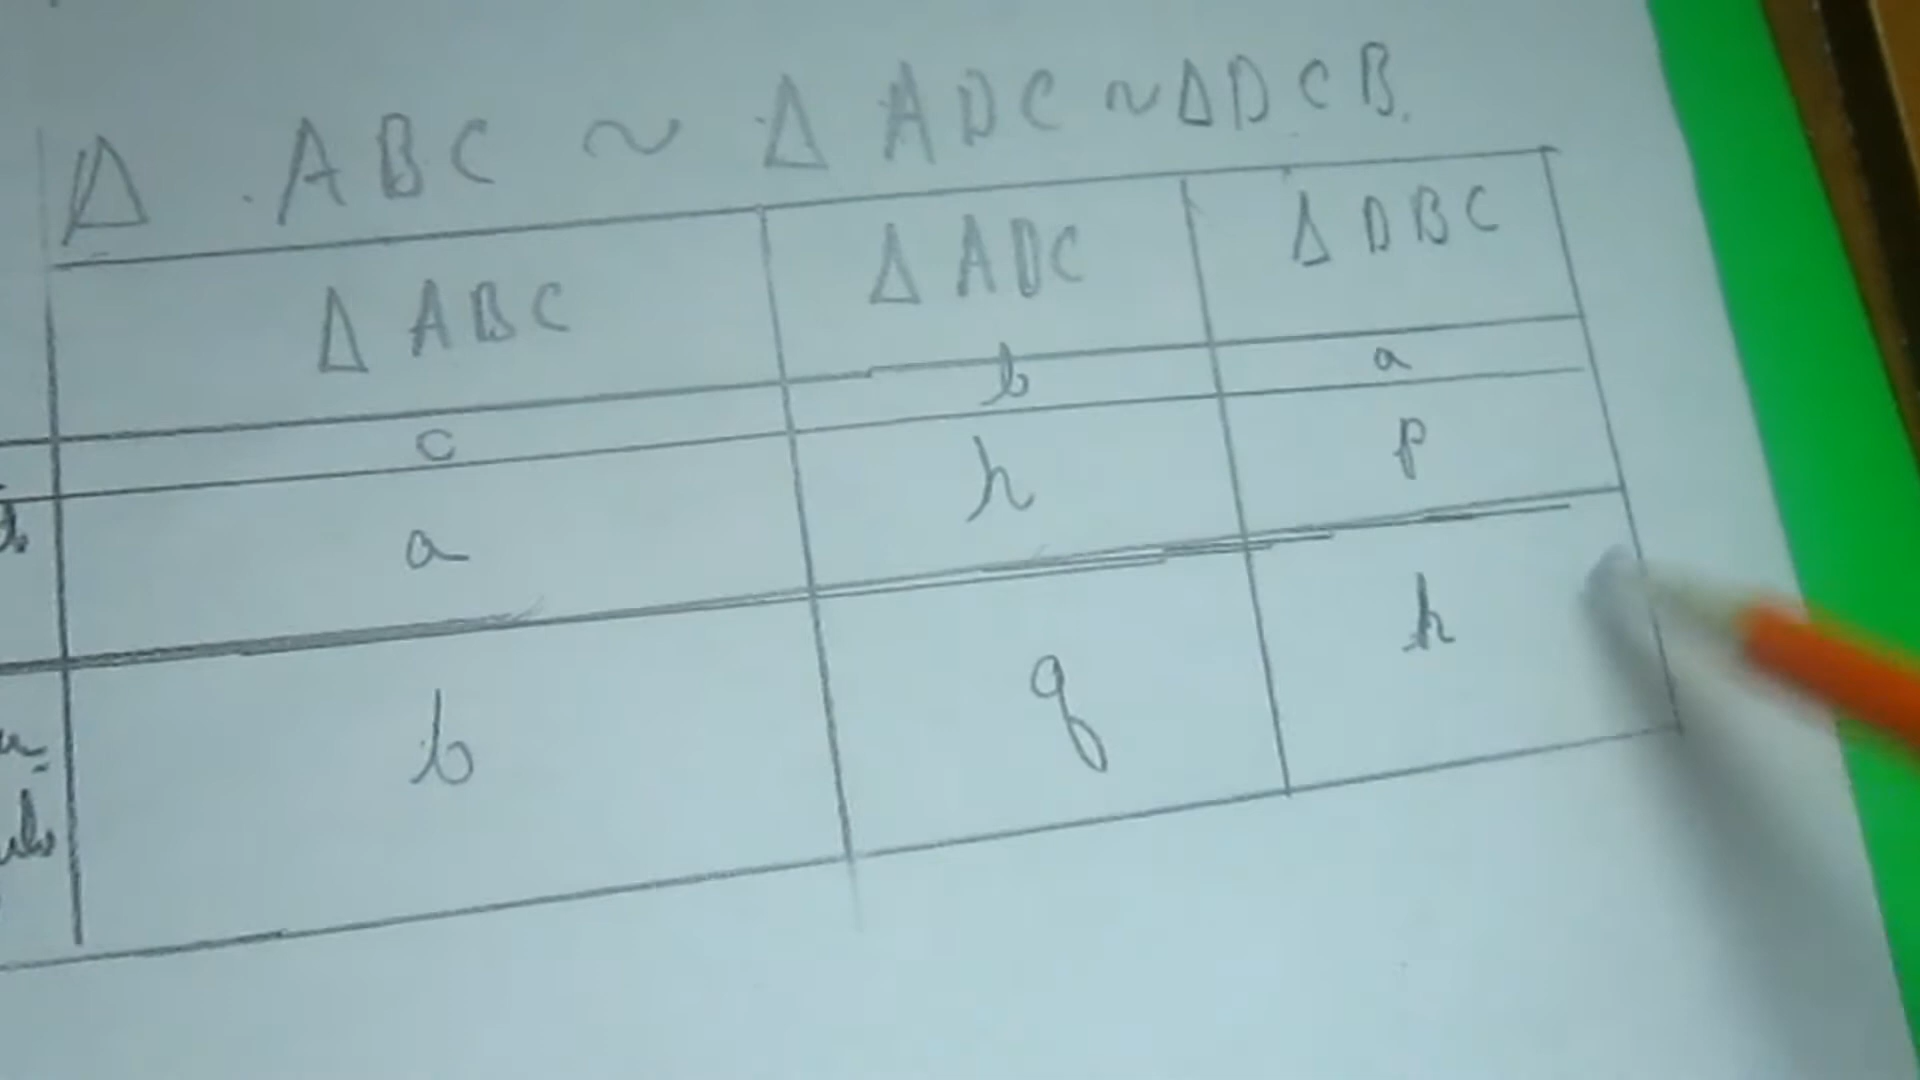 Δ ABC ~ Δ ADC ~ Δ DCB.
Δ ABC Δ ADC Δ DBC
c b a
a h p
b q h